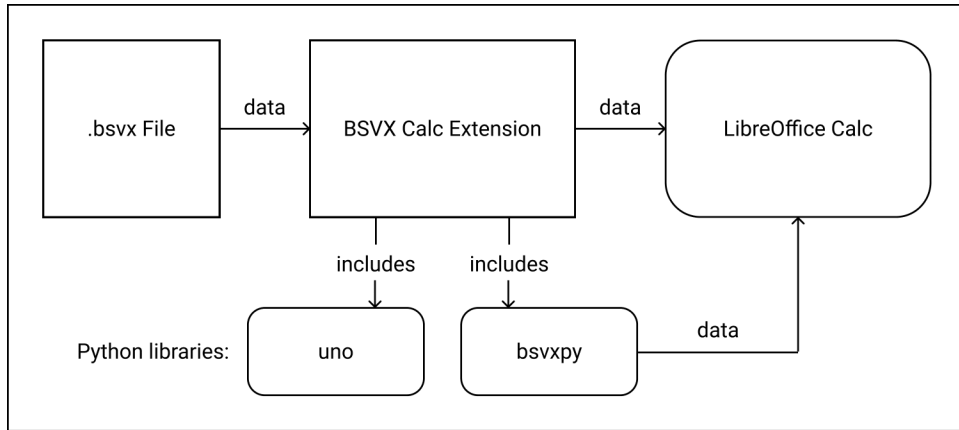 data
data
.bsvx File
BSVX Calc Extension
LibreOffice Calc
includes
includes
data
Python libraries:
uno
bsvxpy